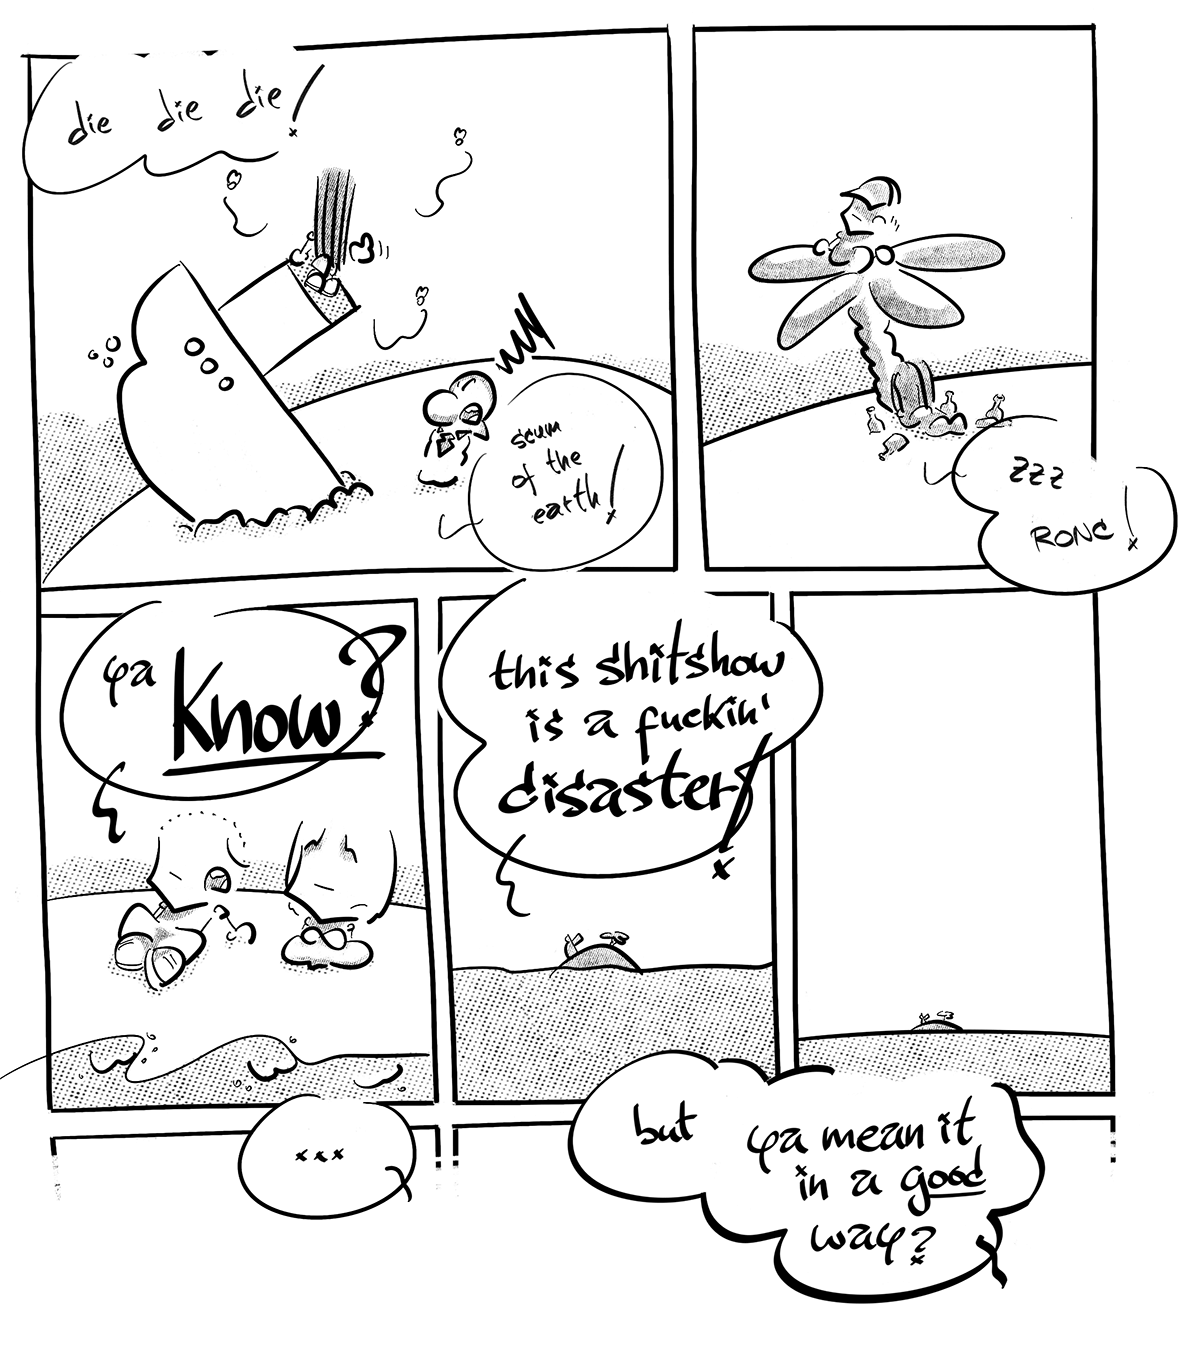 die die die!
scum
of the
earth!
zzz
RONC!
ya
Know?
this shitshow
is a fuckin'
disaster!
...
but
ya mean it
in a good
way?